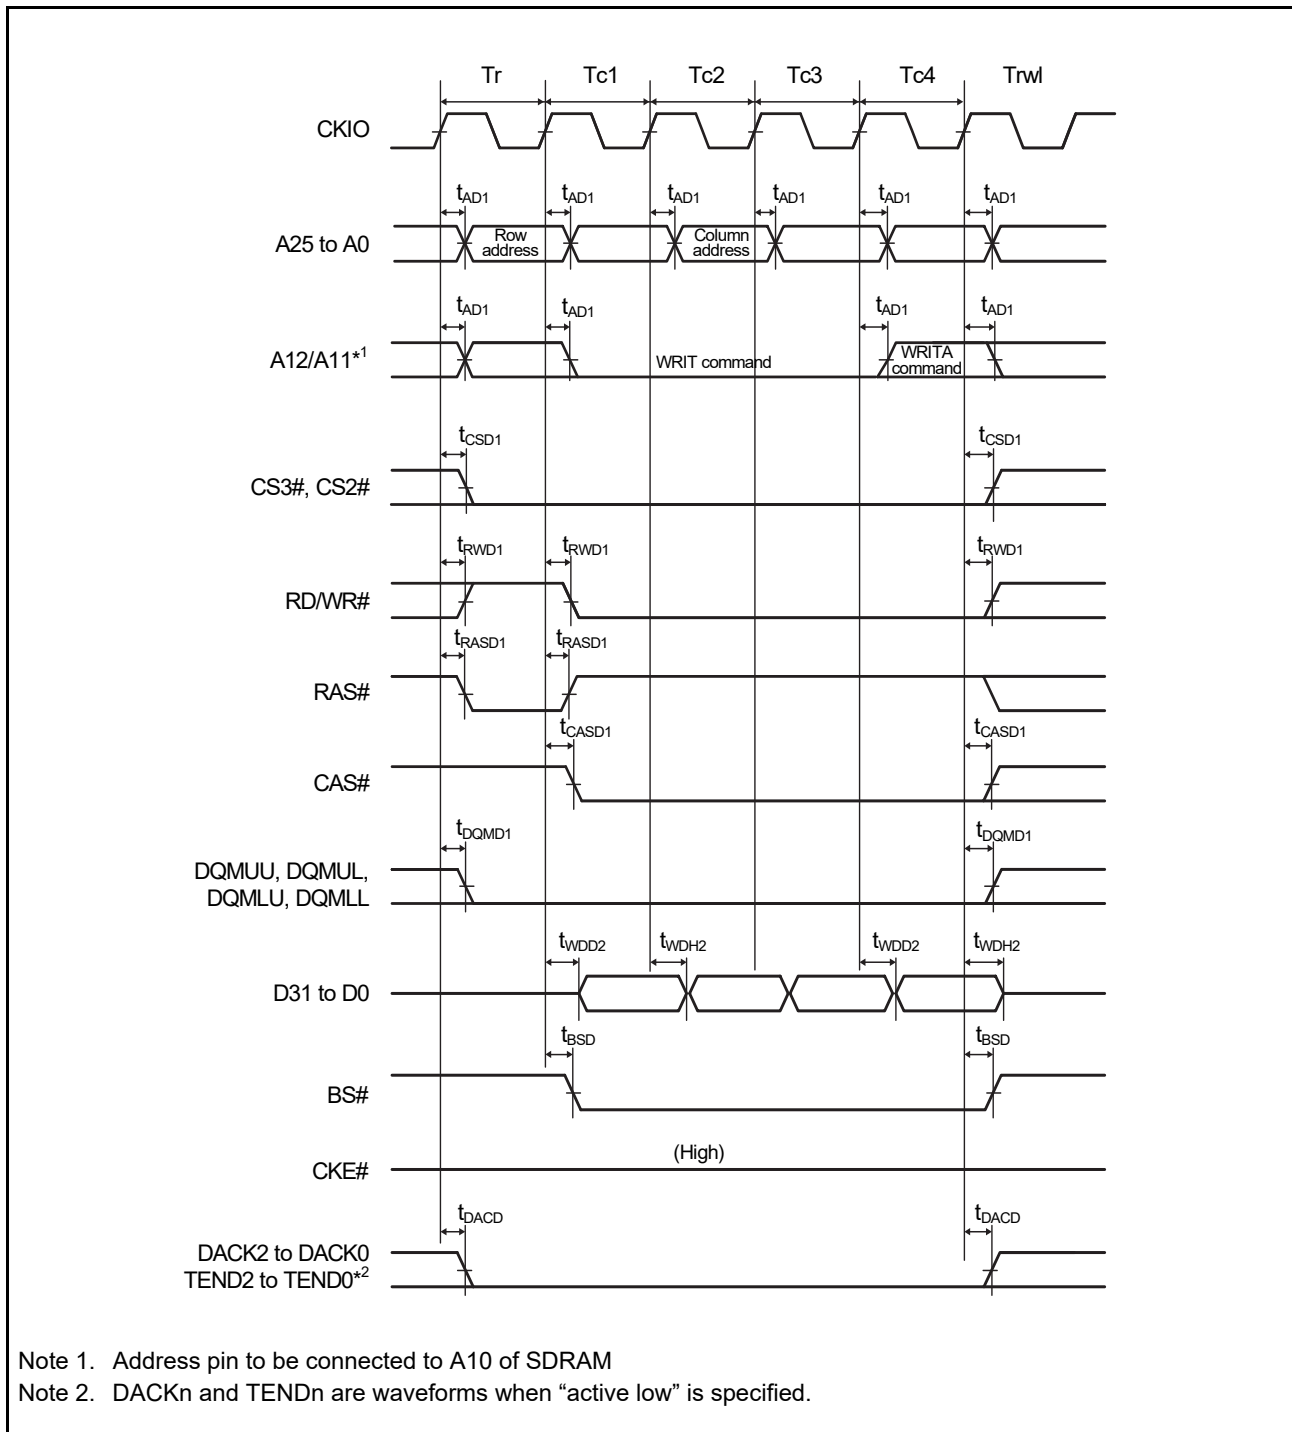 Tr Tc1 Tc2 Tc3 Tc4 Trwl
CKIO
tAD1 tAD1 tAD1 tAD1 tAD1 tAD1
A25 to A0
Row
address
Column
address
tAD1 tAD1 tAD1 tAD1
A12/A11*1
WRIT command
WRITA
command
tCSD1 tCSD1
CS3#, CS2#
tRWD1 tRWD1 tRWD1
RD/WR#
tRASD1 tRASD1
RAS#
tCASD1 tCASD1
CAS#
tDQMD1 tDQMD1
DQMUU, DQMUL,
DQMLU, DQMLL
tWDD2 tWDH2 tWDD2 tWDH2
D31 to D0
tBSD tBSD
BS#
(High)
CKE#
tDACD tDACD
DACK2 to DACK0
TEND2 to TEND0*2
Note 1. Address pin to be connected to A10 of SDRAM
Note 2. DACKn and TENDn are waveforms when “active low” is specified.